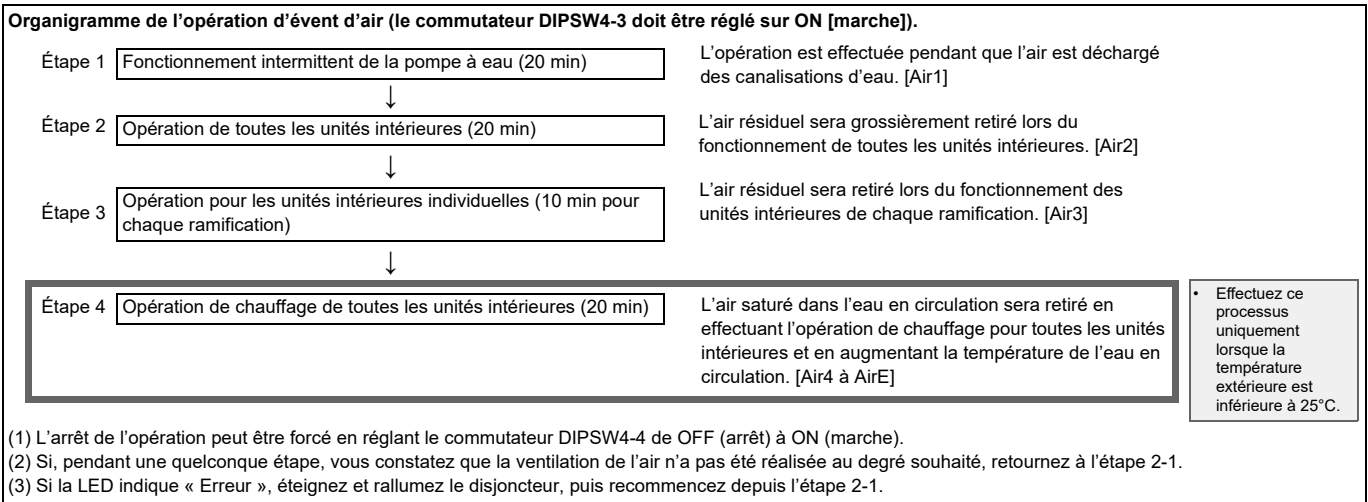 Organigramme de l'opération d'évent d'air (le commutateur DIPSW4-3 doit être réglé sur ON [marche]).
Étape 1
Fonctionnement intermittent de la pompe à eau (20 min)
L'opération est effectuée pendant que l'air est déchargé
des canalisations d'eau. [Air1]
↓
Étape 2
Opération de toutes les unités intérieures (20 min)
L'air résiduel sera grossièrement retiré lors du
fonctionnement de toutes les unités intérieures. [Air2]
↓
Étape 3
Opération pour les unités intérieures individuelles (10 min pour
chaque ramification)
L'air résiduel sera retiré lors du fonctionnement des
unités intérieures de chaque ramification. [Air3]
↓
Étape 4
Opération de chauffage de toutes les unités intérieures (20 min)
L'air saturé dans l'eau en circulation sera retiré en
effectuant l'opération de chauffage pour toutes les unités
intérieures et en augmentant la température de l'eau en
circulation. [Air4 à AirE]
• Effectuez ce
processus
uniquement
lorsque la
température
extérieure est
inférieure à 25°C.
(1) L'arrêt de l'opération peut être forcé en réglant le commutateur DIPSW4-4 de OFF (arrêt) à ON (marche).
(2) Si, pendant une quelconque étape, vous constatez que la ventilation de l'air n'a pas été réalisée au degré souhaité, retournez à l'étape 2-1.
(3) Si la LED indique « Erreur », éteignez et rallumez le disjoncteur, puis recommencez depuis l'étape 2-1.